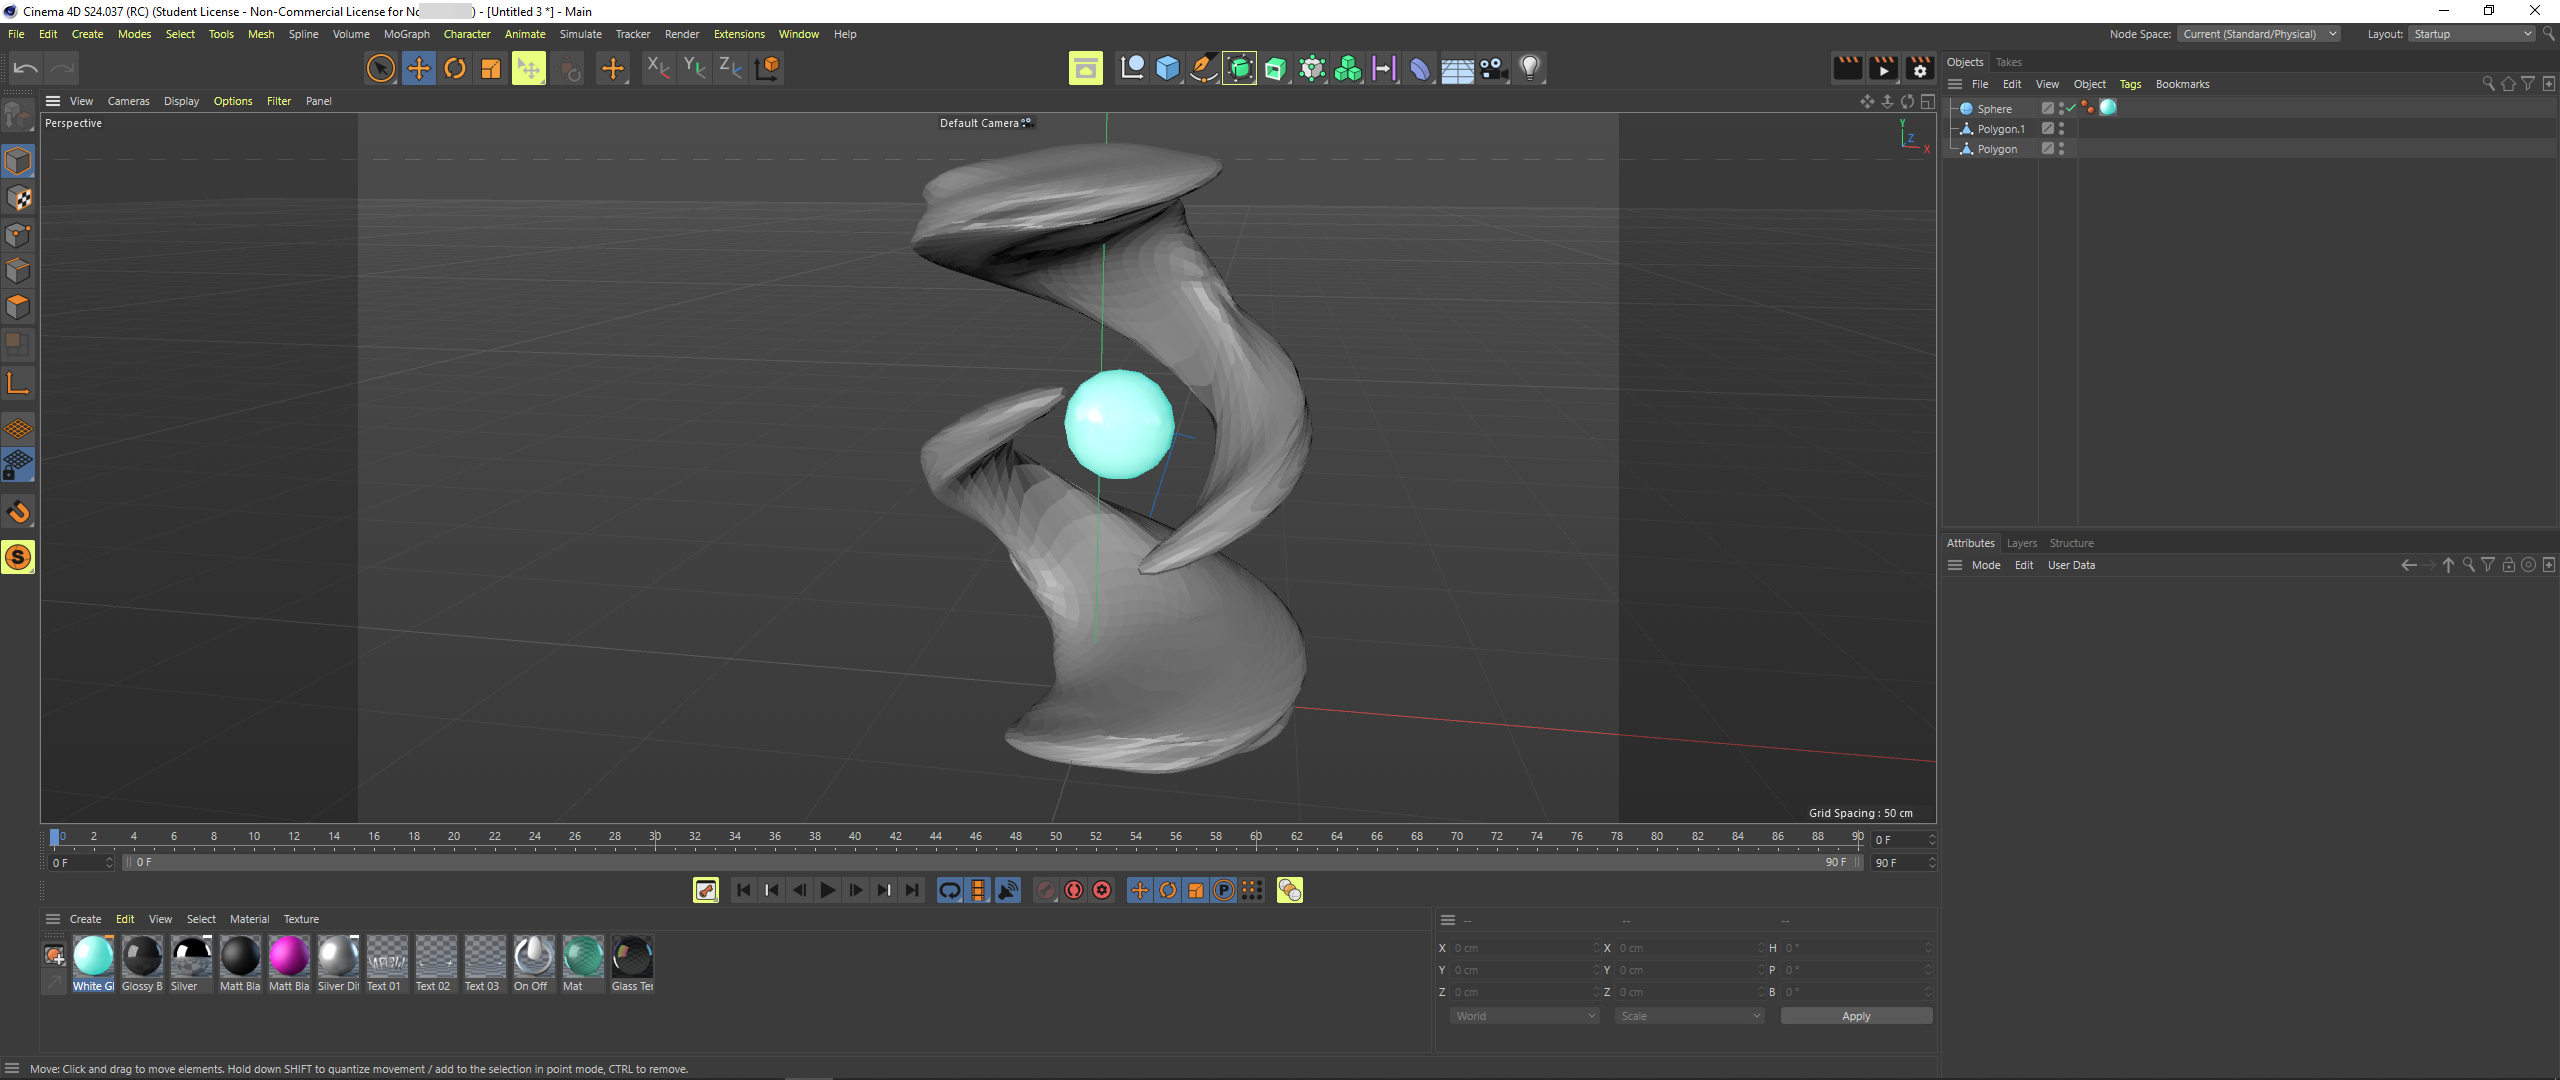 Cinema 4D S24.037 (RC) (Student License - Non-Commercial License for No ) - [Untitled 3 *] - Main
File Edit Create Modes Select Tools Mesh Spline Volume MoGraph Character Animate Simulate Tracker Render Extensions Window Help
Node Space: Current (Standard/Physical) Layout: Startup
X Y Z
Objects Takes
File Edit View Object Tags Bookmarks
View Cameras Display Options Filter Panel
Perspective
Default Camera
Y
Z
X
Sphere
Polygon.1
Polygon
S
Attributes Layers Structure
Mode Edit User Data
Grid Spacing : 50 cm
0 2 4 6 8 10 12 14 16 18 20 22 24 26 28 30 32 34 36 38 40 42 44 46 48 50 52 54 56 58 60 62 64 66 68 70 72 74 76 78 80 82 84 86 88 90
0 F
0 F 0 F 90 F 90 F
P
Create Edit View Select Material Texture
-- -- --
White Gl Glossy B Silver Matt Bla Matt Bla Silver Dif Text 01 Text 02 Text 03 On Off Mat Glass Ter
X 0 cm X 0 cm H 0 °
Y 0 cm Y 0 cm P 0 °
Z 0 cm Z 0 cm B 0 °
World Scale Apply
Move: Click and drag to move elements. Hold down SHIFT to quantize movement / add to the selection in point mode, CTRL to remove.